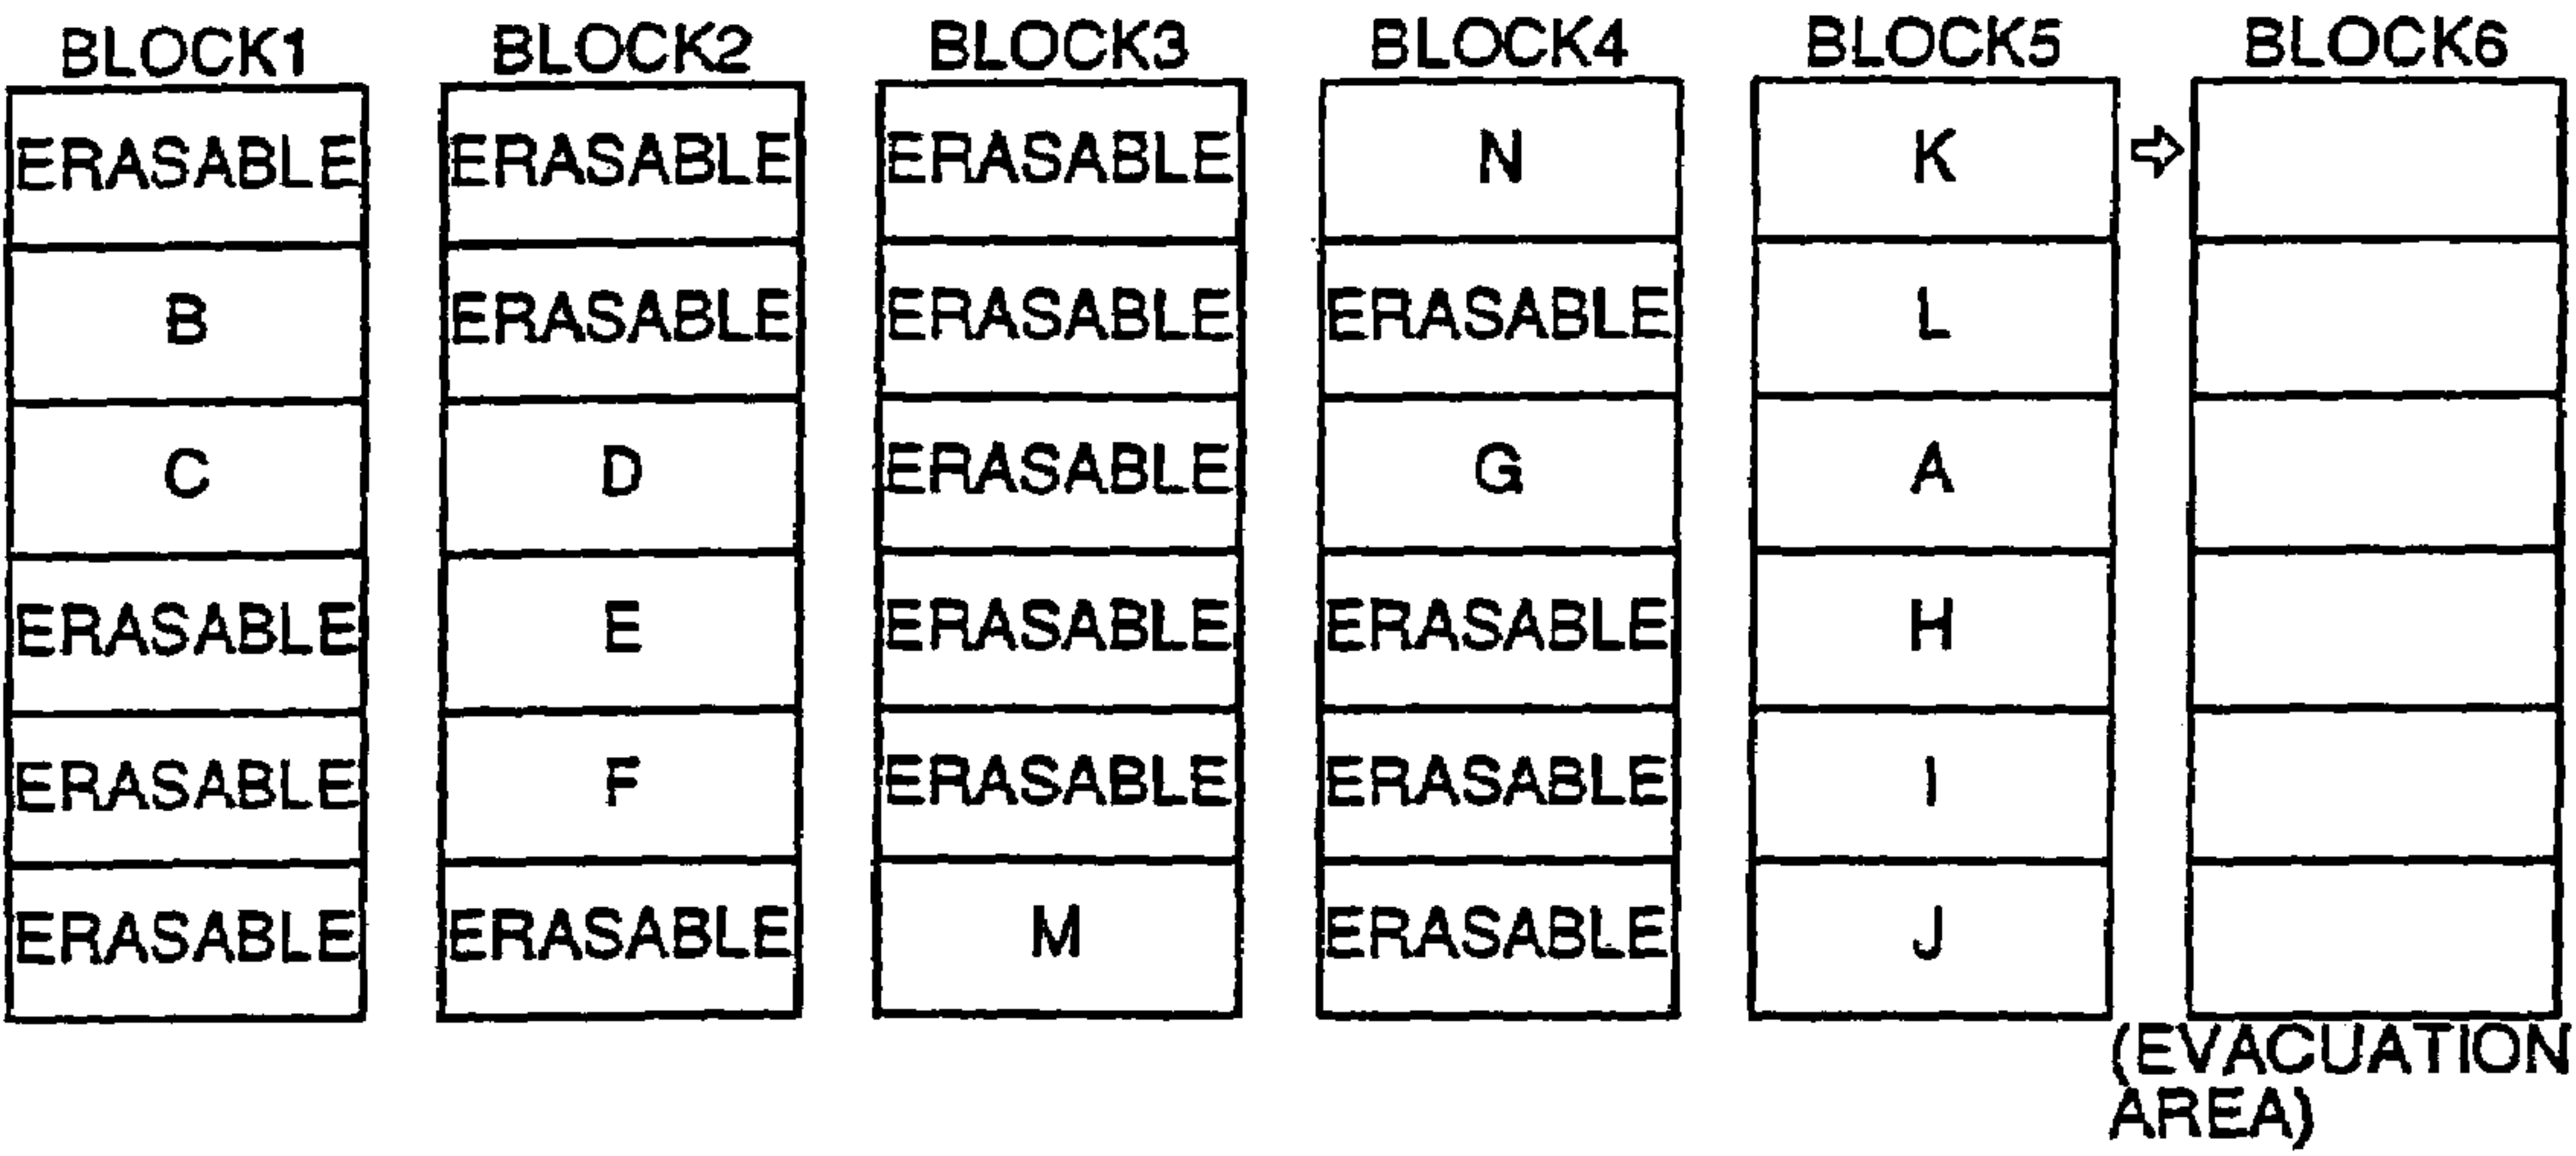 BLOCK1 BLOCK2 BLOCK3 BLOCK4 BLOCK5 BLOCK6
ERASABLE ERASABLE ERASABLE N K
B ERASABLE ERASABLE ERASABLE L
C D ERASABLE G A
ERASABLE E ERASABLE ERASABLE H
ERASABLE F ERASABLE ERASABLE I
ERASABLE ERASABLE M ERASABLE J
(EVACUATION
AREA)